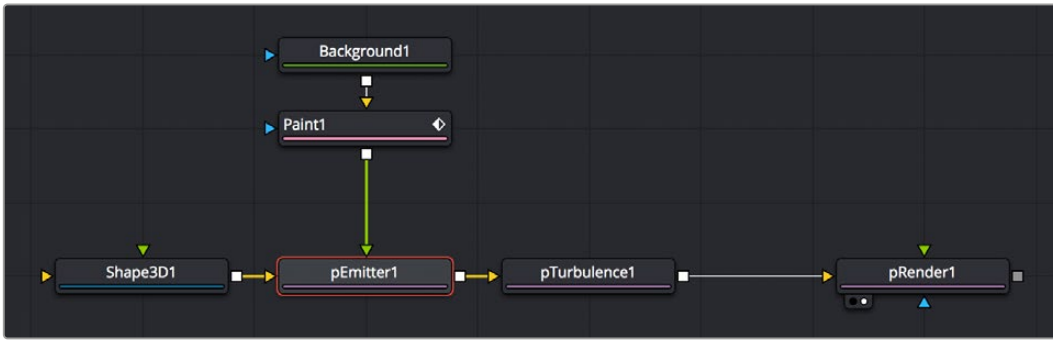 Background1
Paint1
Shape3D1
pEmitter1
pTurbulence1
pRender1